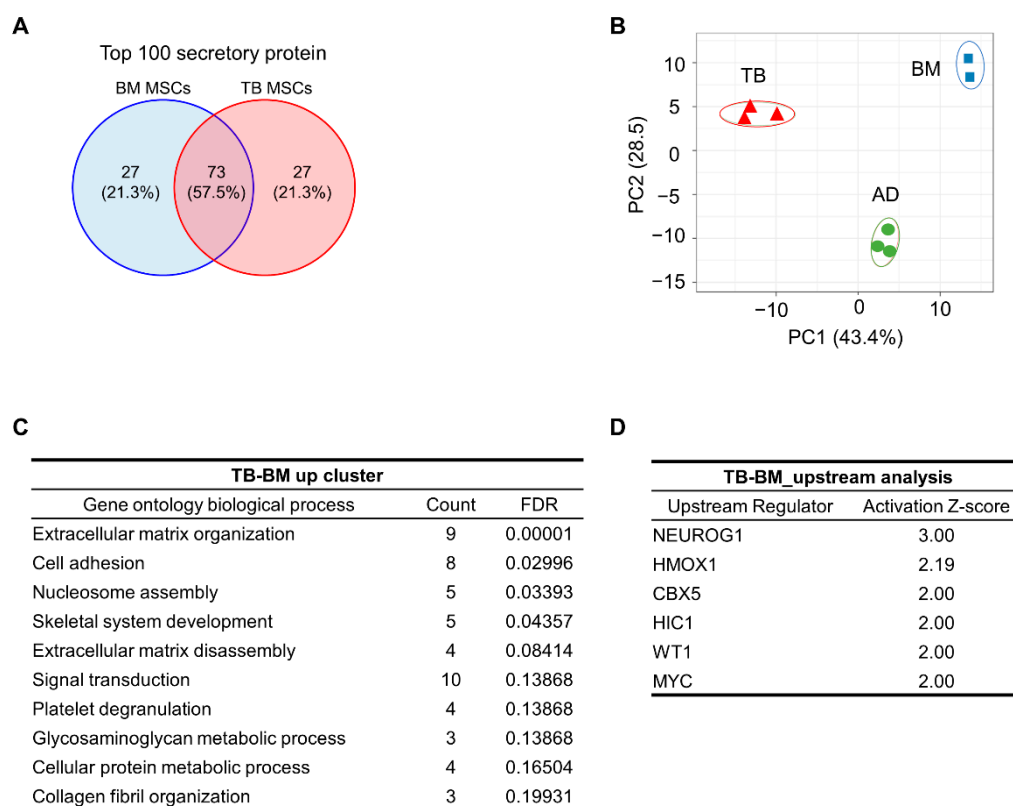 A
Top 100 secretory protein
BM MSCs TB MSCs
27 73 27
(21.3%) (57.5%) (21.3%)
B
TB
BM
AD
10
5
0
−5
−10
−15
PC2 (28.5)
−10 0 10
PC1 (43.4%)
C
TB-BM up cluster
Gene ontology biological process Count FDR
Extracellular matrix organization 9 0.00001
Cell adhesion 8 0.02996
Nucleosome assembly 5 0.03393
Skeletal system development 5 0.04357
Extracellular matrix disassembly 4 0.08414
Signal transduction 10 0.13868
Platelet degranulation 4 0.13868
Glycosaminoglycan metabolic process 3 0.13868
Cellular protein metabolic process 4 0.16504
Collagen fibril organization 3 0.19931
D
TB-BM_upstream analysis
Upstream Regulator Activation Z-score
NEUROG1 3.00
HMOX1 2.19
CBX5 2.00
HIC1 2.00
WT1 2.00
MYC 2.00